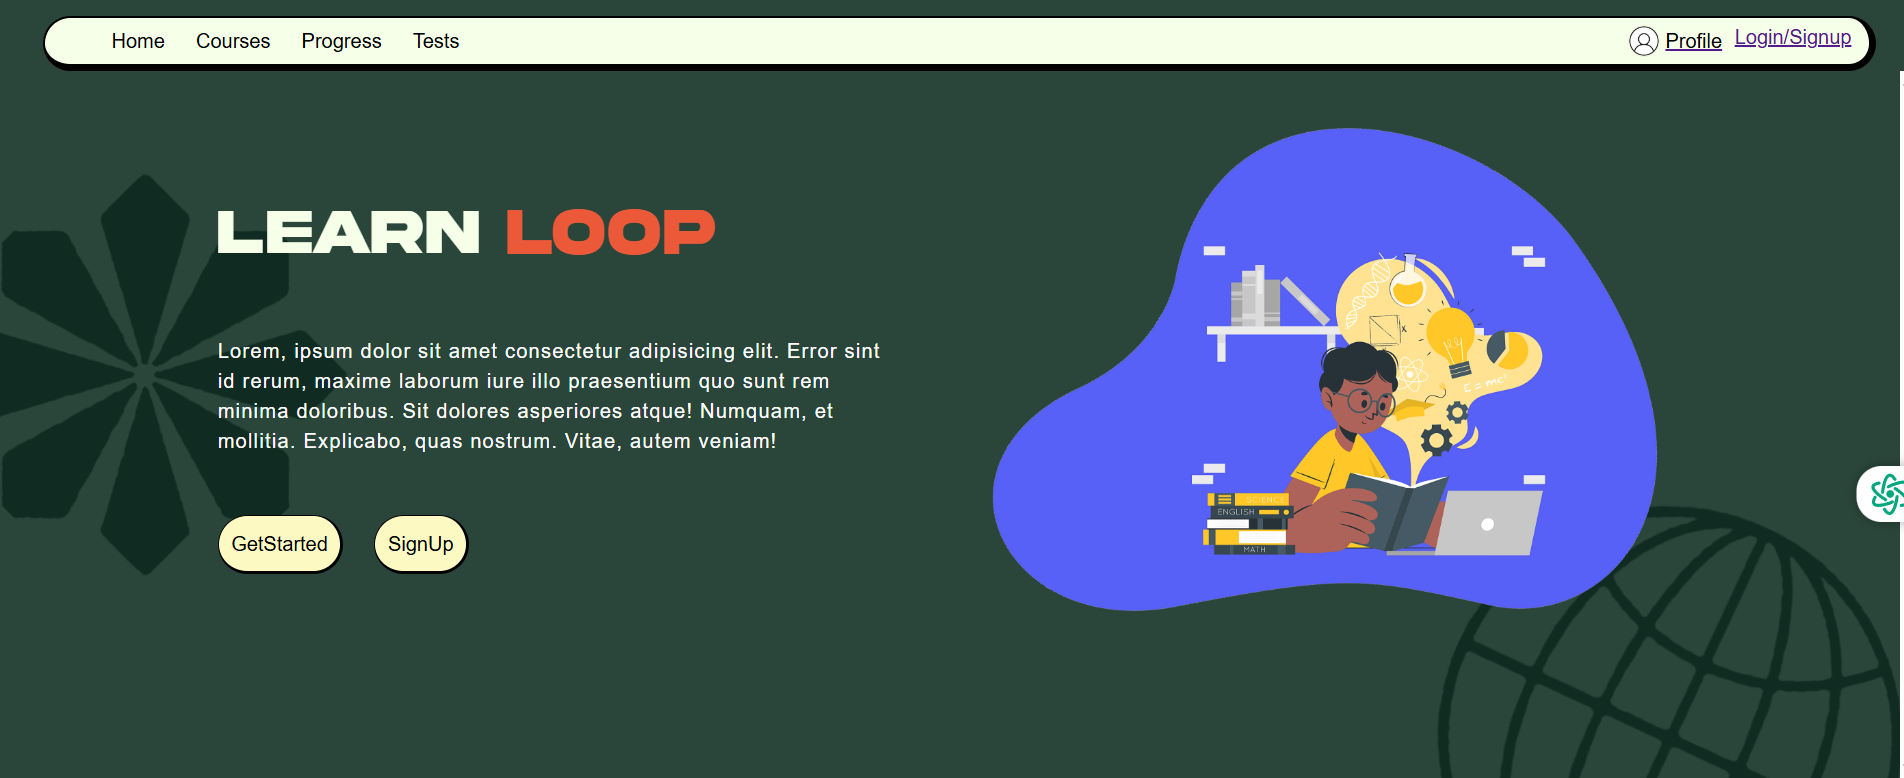 Home Courses Progress Tests Profile Login/Signup
LEARN LOOP
Lorem, ipsum dolor sit amet consectetur adipisicing elit. Error sint
id rerum, maxime laborum iure illo praesentium quo sunt rem
minima doloribus. Sit dolores asperiores atque! Numquam, et
mollitia. Explicabo, quas nostrum. Vitae, autem veniam!
GetStarted SignUp
X
E = mc²
SCIENCE
ENGLISH
MATH